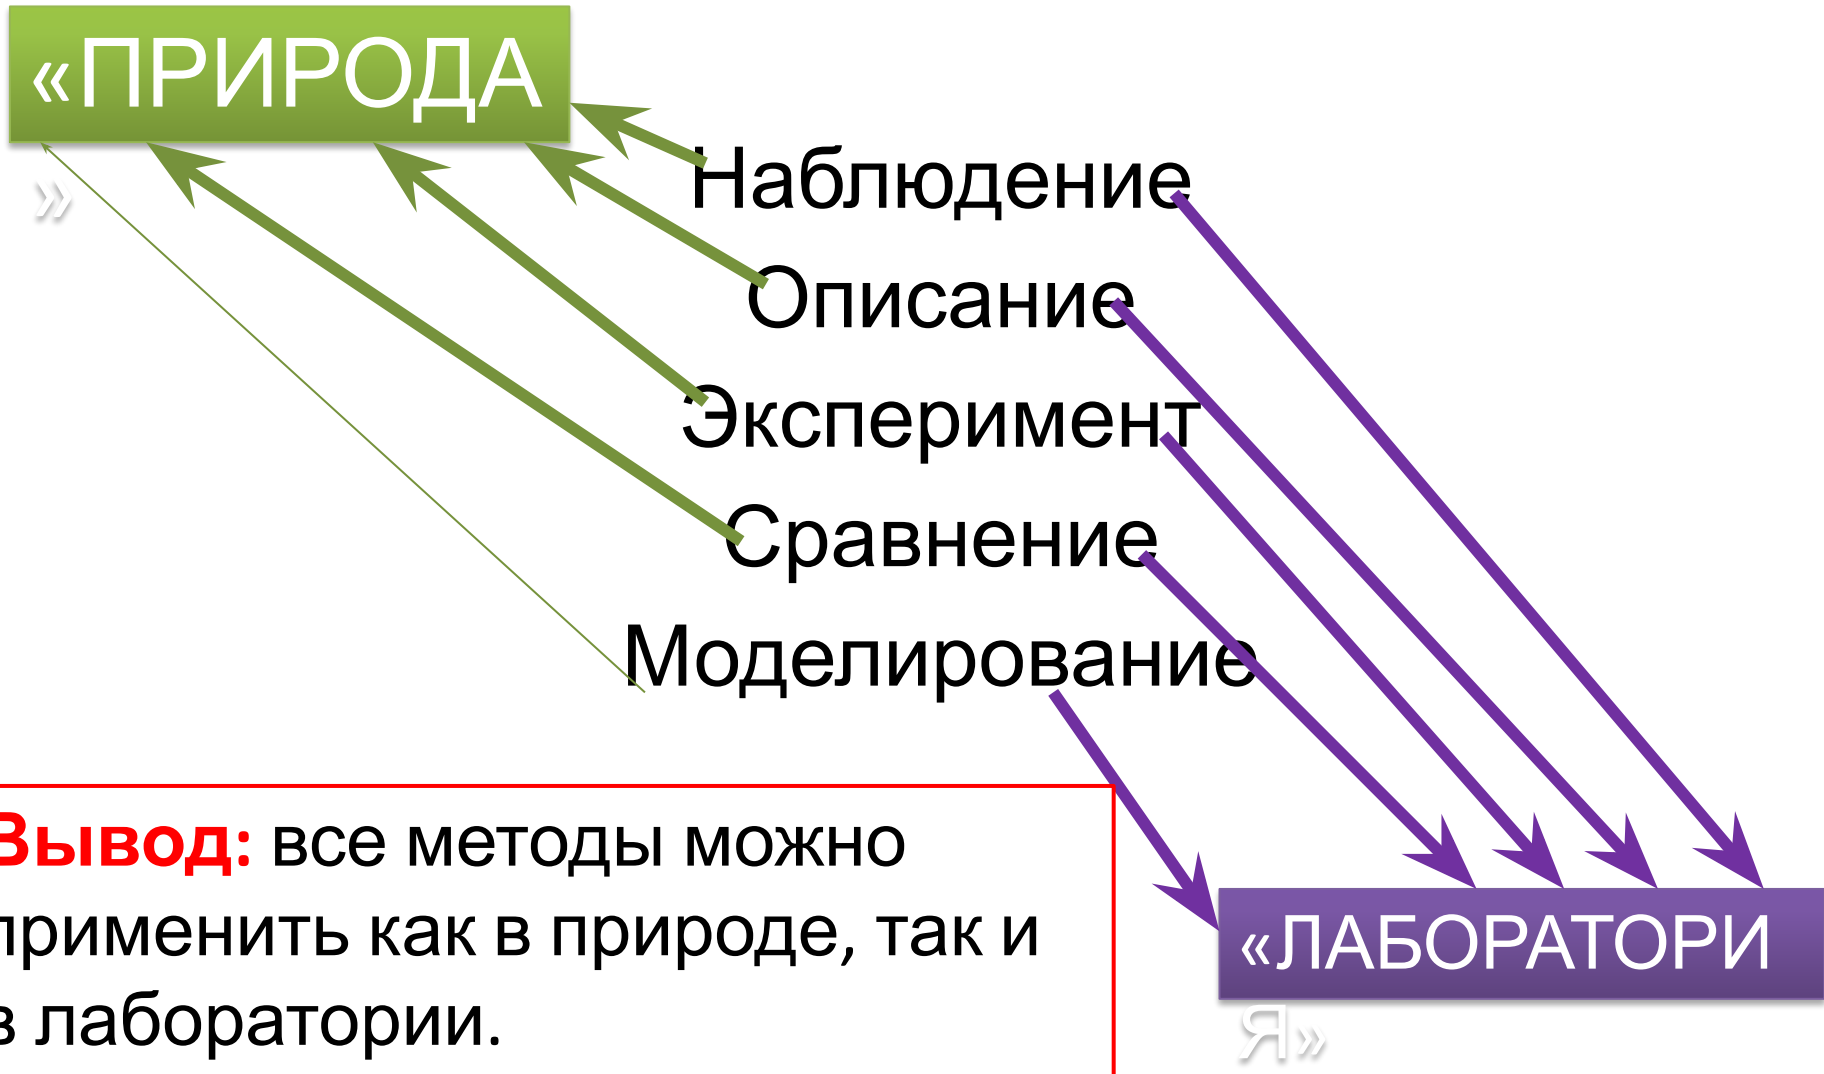 «ПРИРОДА
»
Наблюдение
Описание
Эксперимент
Сравнение
Моделирование
Вывод: все методы можно
применить как в природе, так и
в лаборатории.
«ЛАБОРАТОРИ
Я»